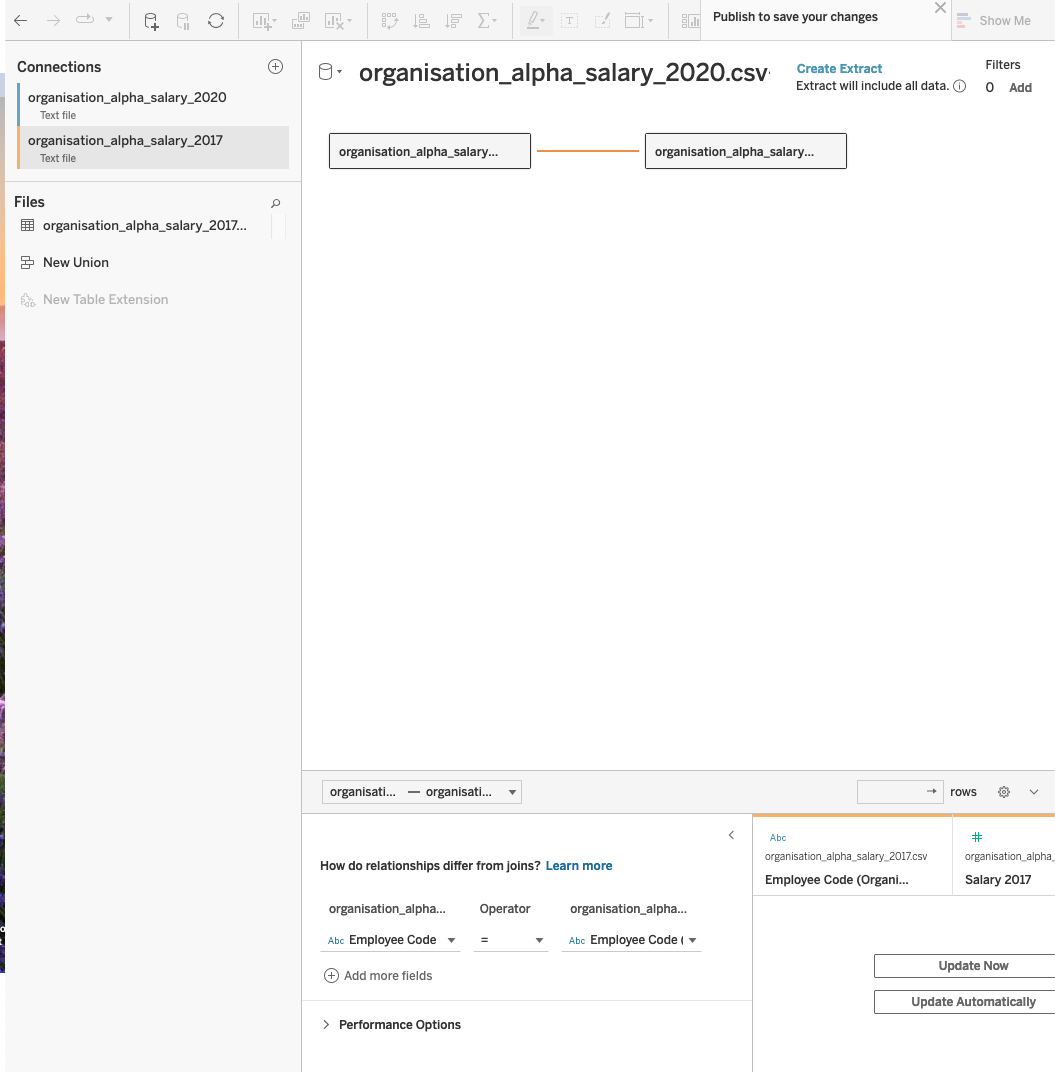 Publish to save your changes
Show Me
Connections
organisation_alpha_salary_2020
Text file
organisation_alpha_salary_2017
Text file
Files
organisation_alpha_salary_2017...
New Union
New Table Extension
organisation_alpha_salary_2020.csv
Create Extract
Extract will include all data.
Filters
0 Add
organisation_alpha_salary...
organisation_alpha_salary...
organisati... — organisati...
rows
How do relationships differ from joins? Learn more
organisation_alpha... Operator organisation_alpha...
Abc Employee Code = Abc Employee Code (
Add more fields
Performance Options
Abc
organisation_alpha_salary_2017.csv
Employee Code (Organi...
#
organisation_alpha_
Salary 2017
Update Now
Update Automatically